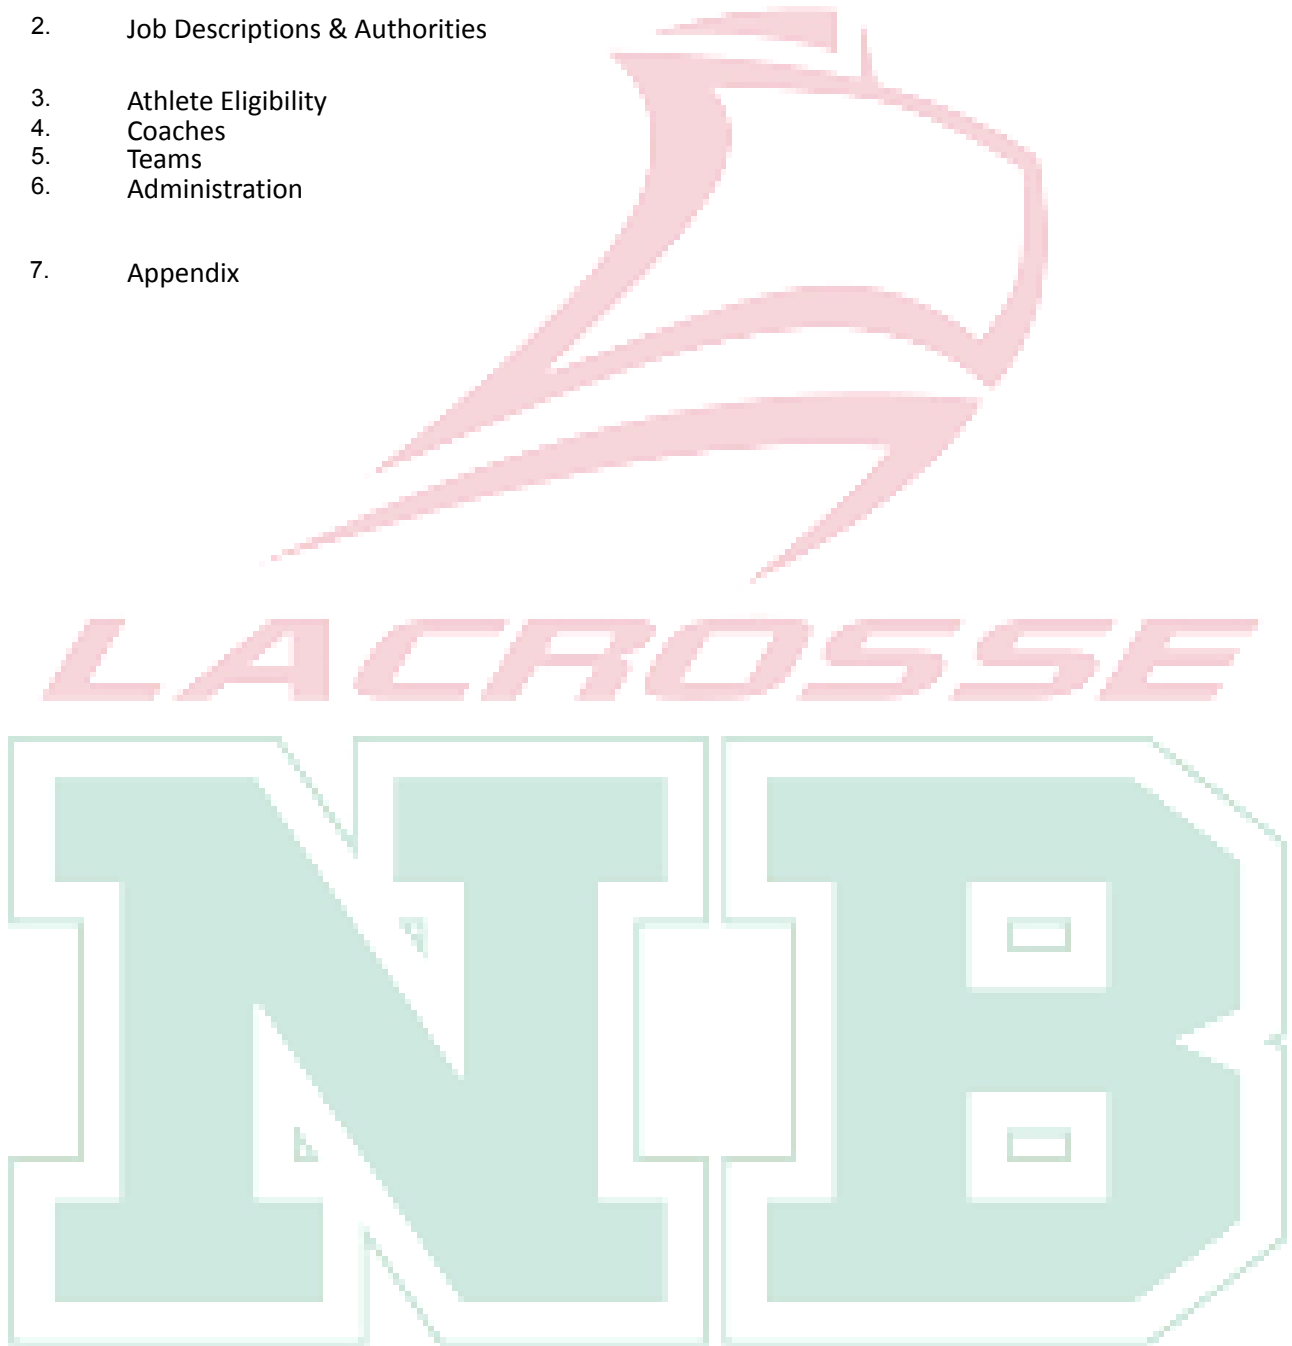 2. Job Descriptions & Authorities
3. Athlete Eligibility
4. Coaches
5. Teams
6. Administration
7. Appendix
LACROSSE
NB